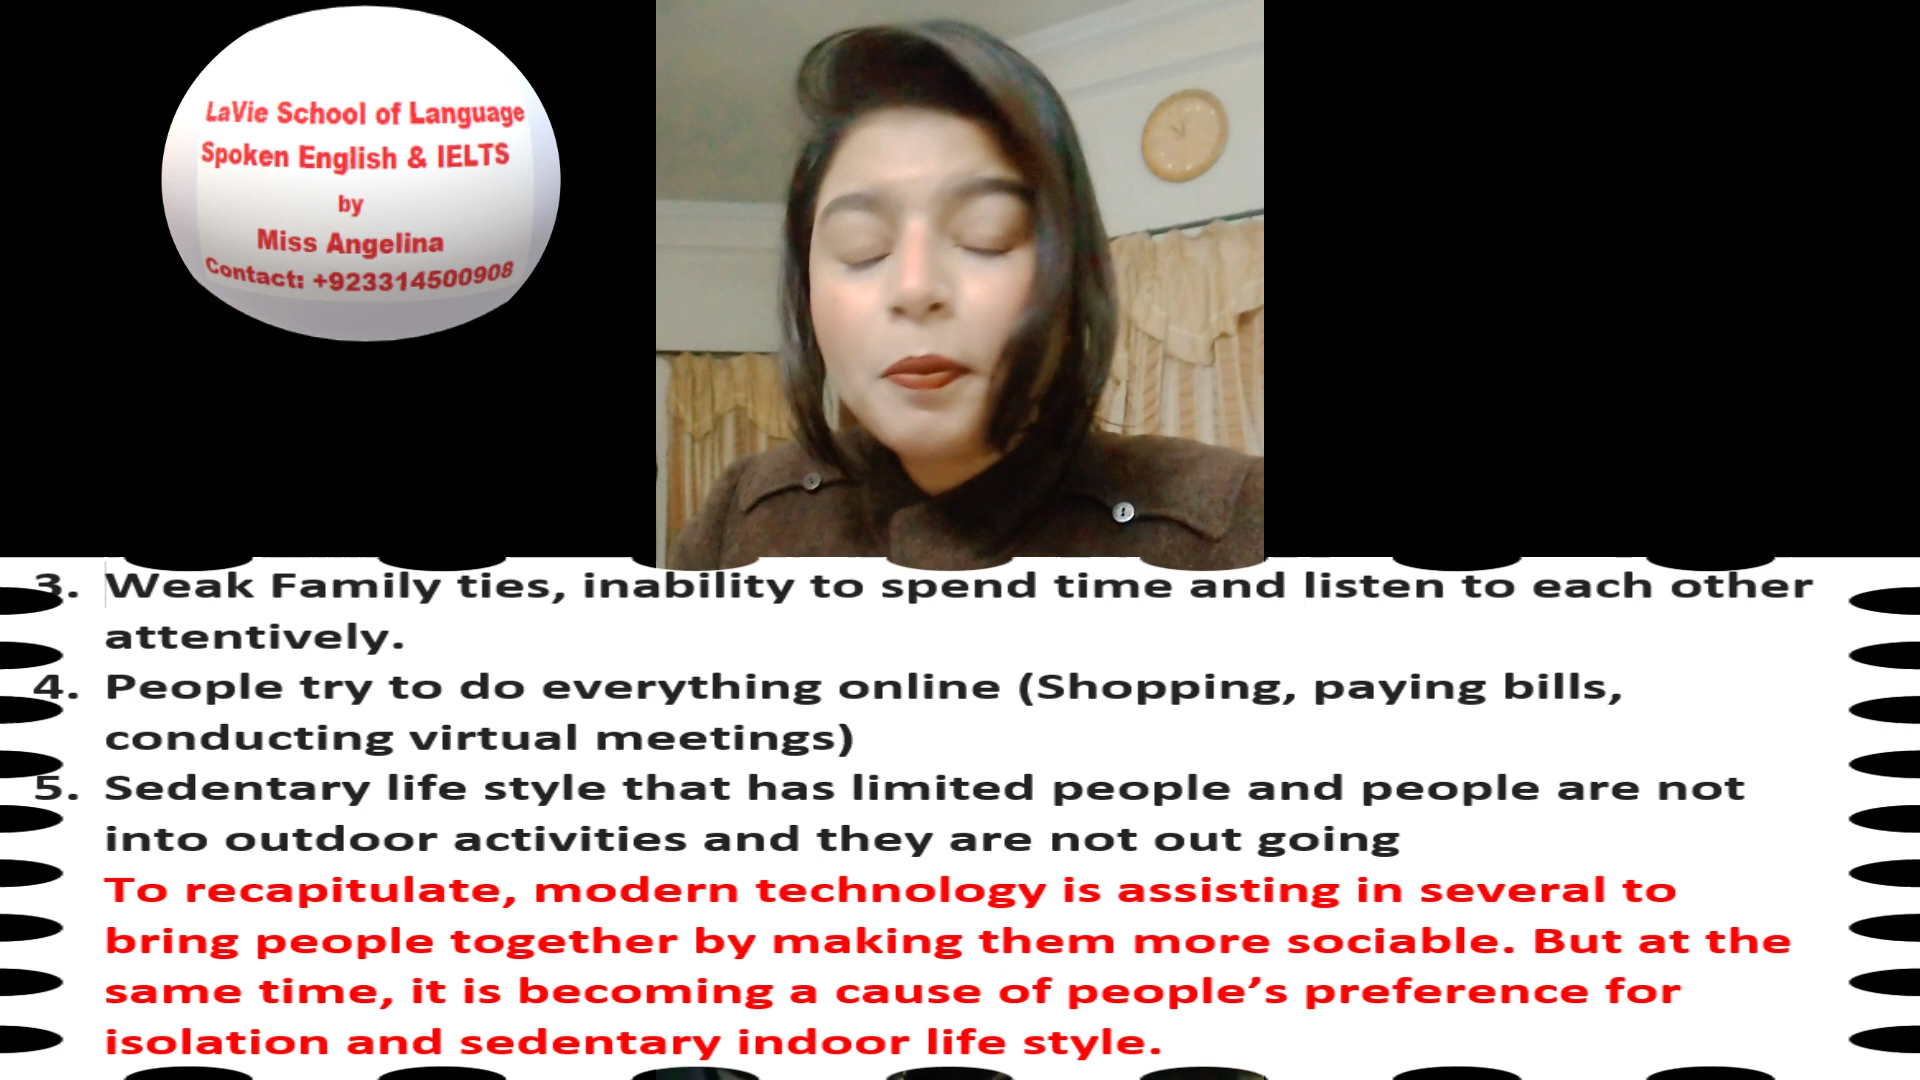 LaVie School of Language
Spoken English & IELTS
by
Miss Angelina
Contact: +923314500908
3. Weak Family ties, inability to spend time and listen to each other
attentively.
4. People try to do everything online (Shopping, paying bills,
conducting virtual meetings)
5. Sedentary life style that has limited people and people are not
into outdoor activities and they are not out going
To recapitulate, modern technology is assisting in several to
bring people together by making them more sociable. But at the
same time, it is becoming a cause of people’s preference for
isolation and sedentary indoor life style.